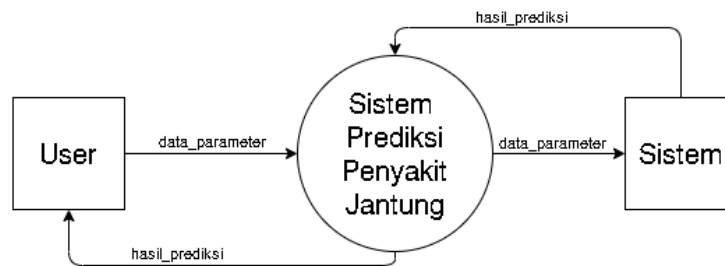 hasil_prediksi
User
data_parameter
Sistem
Prediksi
Penyakit
Jantung
data_parameter
Sistem
hasil_prediksi